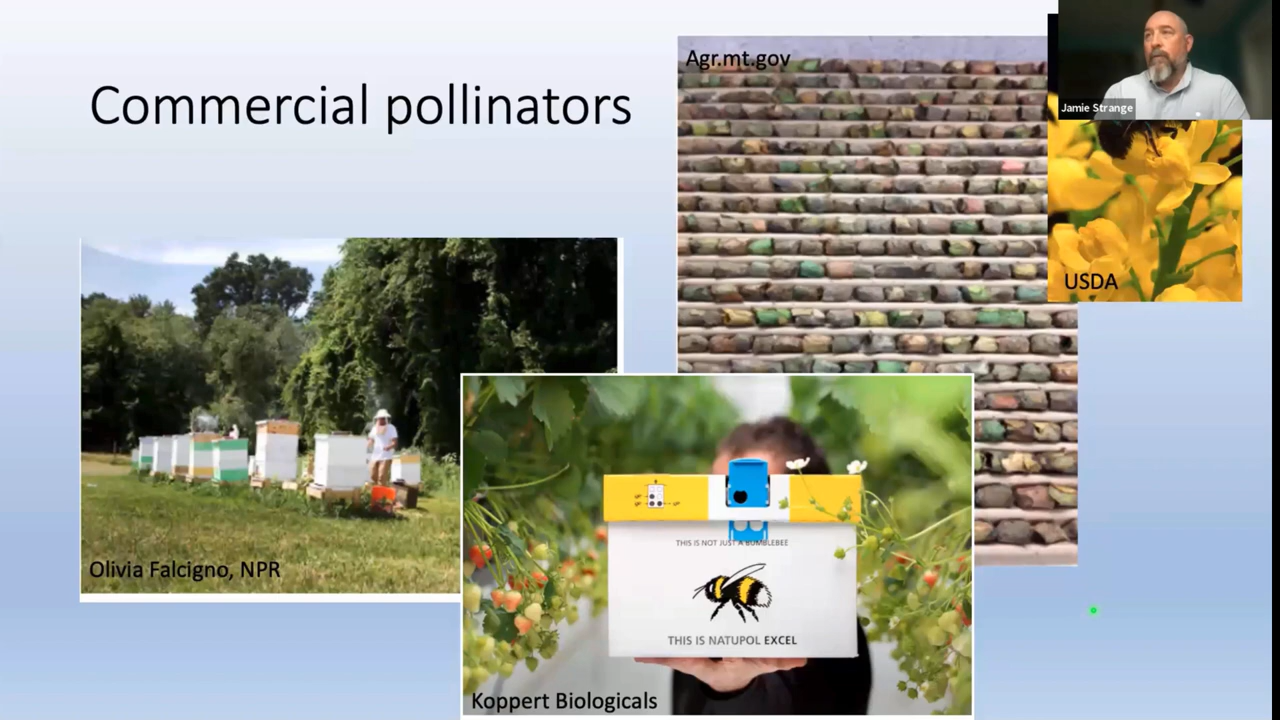 Commercial pollinators
Agr.mt.gov
Jamie Strange
USDA
Olivia Falcigno, NPR
THIS IS NOT JUST A BUMBLEBEE
THIS IS NATUPOL EXCEL
Koppert Biologicals